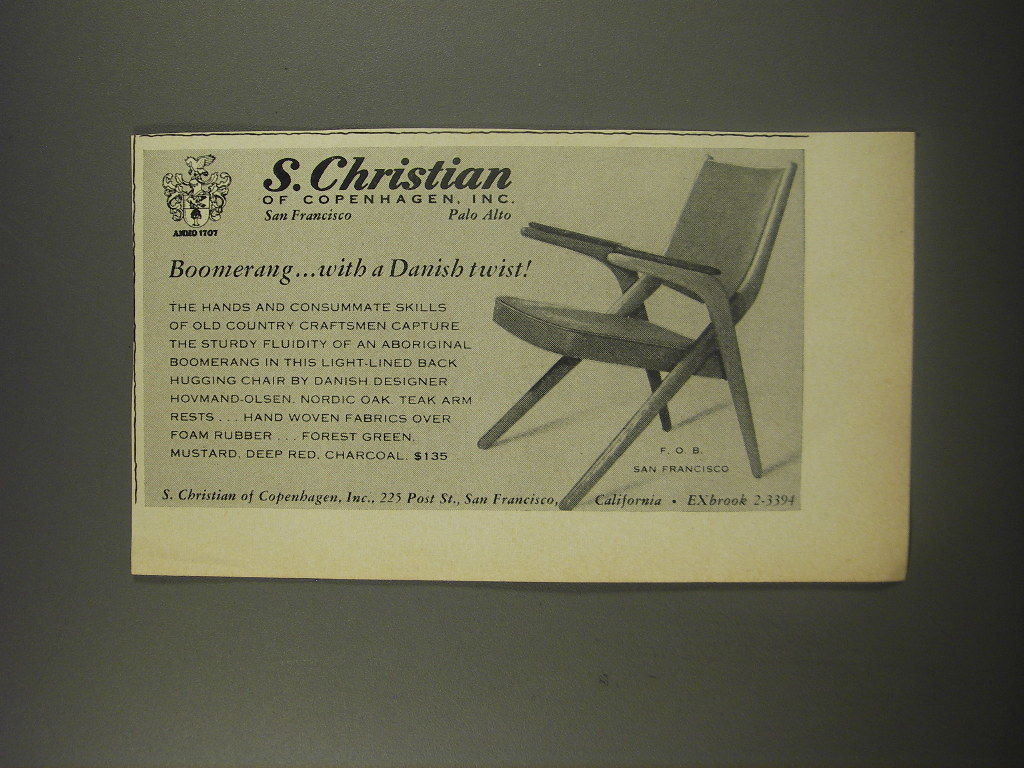 S. Christian
OF COPENHAGEN, INC.
San Francisco Palo Alto
ANNO 1707
Boomerang...with a Danish twist!
THE HANDS AND CONSUMMATE SKILLS
OF OLD COUNTRY CRAFTSMEN CAPTURE
THE STURDY FLUIDITY OF AN ABORIGINAL
BOOMERANG IN THIS LIGHT-LINED BACK
HUGGING CHAIR BY DANISH DESIGNER
HOVMAND-OLSEN. NORDIC OAK. TEAK ARM
RESTS... HAND WOVEN FABRICS OVER
FOAM RUBBER... FOREST GREEN,
MUSTARD, DEEP RED, CHARCOAL. $135
F. O. B.
SAN FRANCISCO
S. Christian of Copenhagen, Inc., 225 Post St., San Francisco, California • EXbrook 2-3394